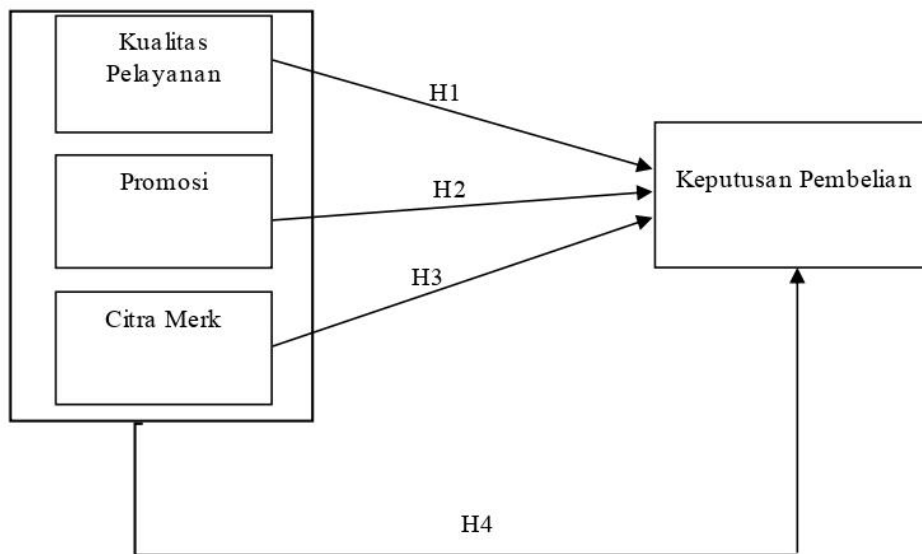 Kualitas
Pelayanan
H1
Promosi
Keputusan Pembelian
H2
H3
Citra Merk
H4